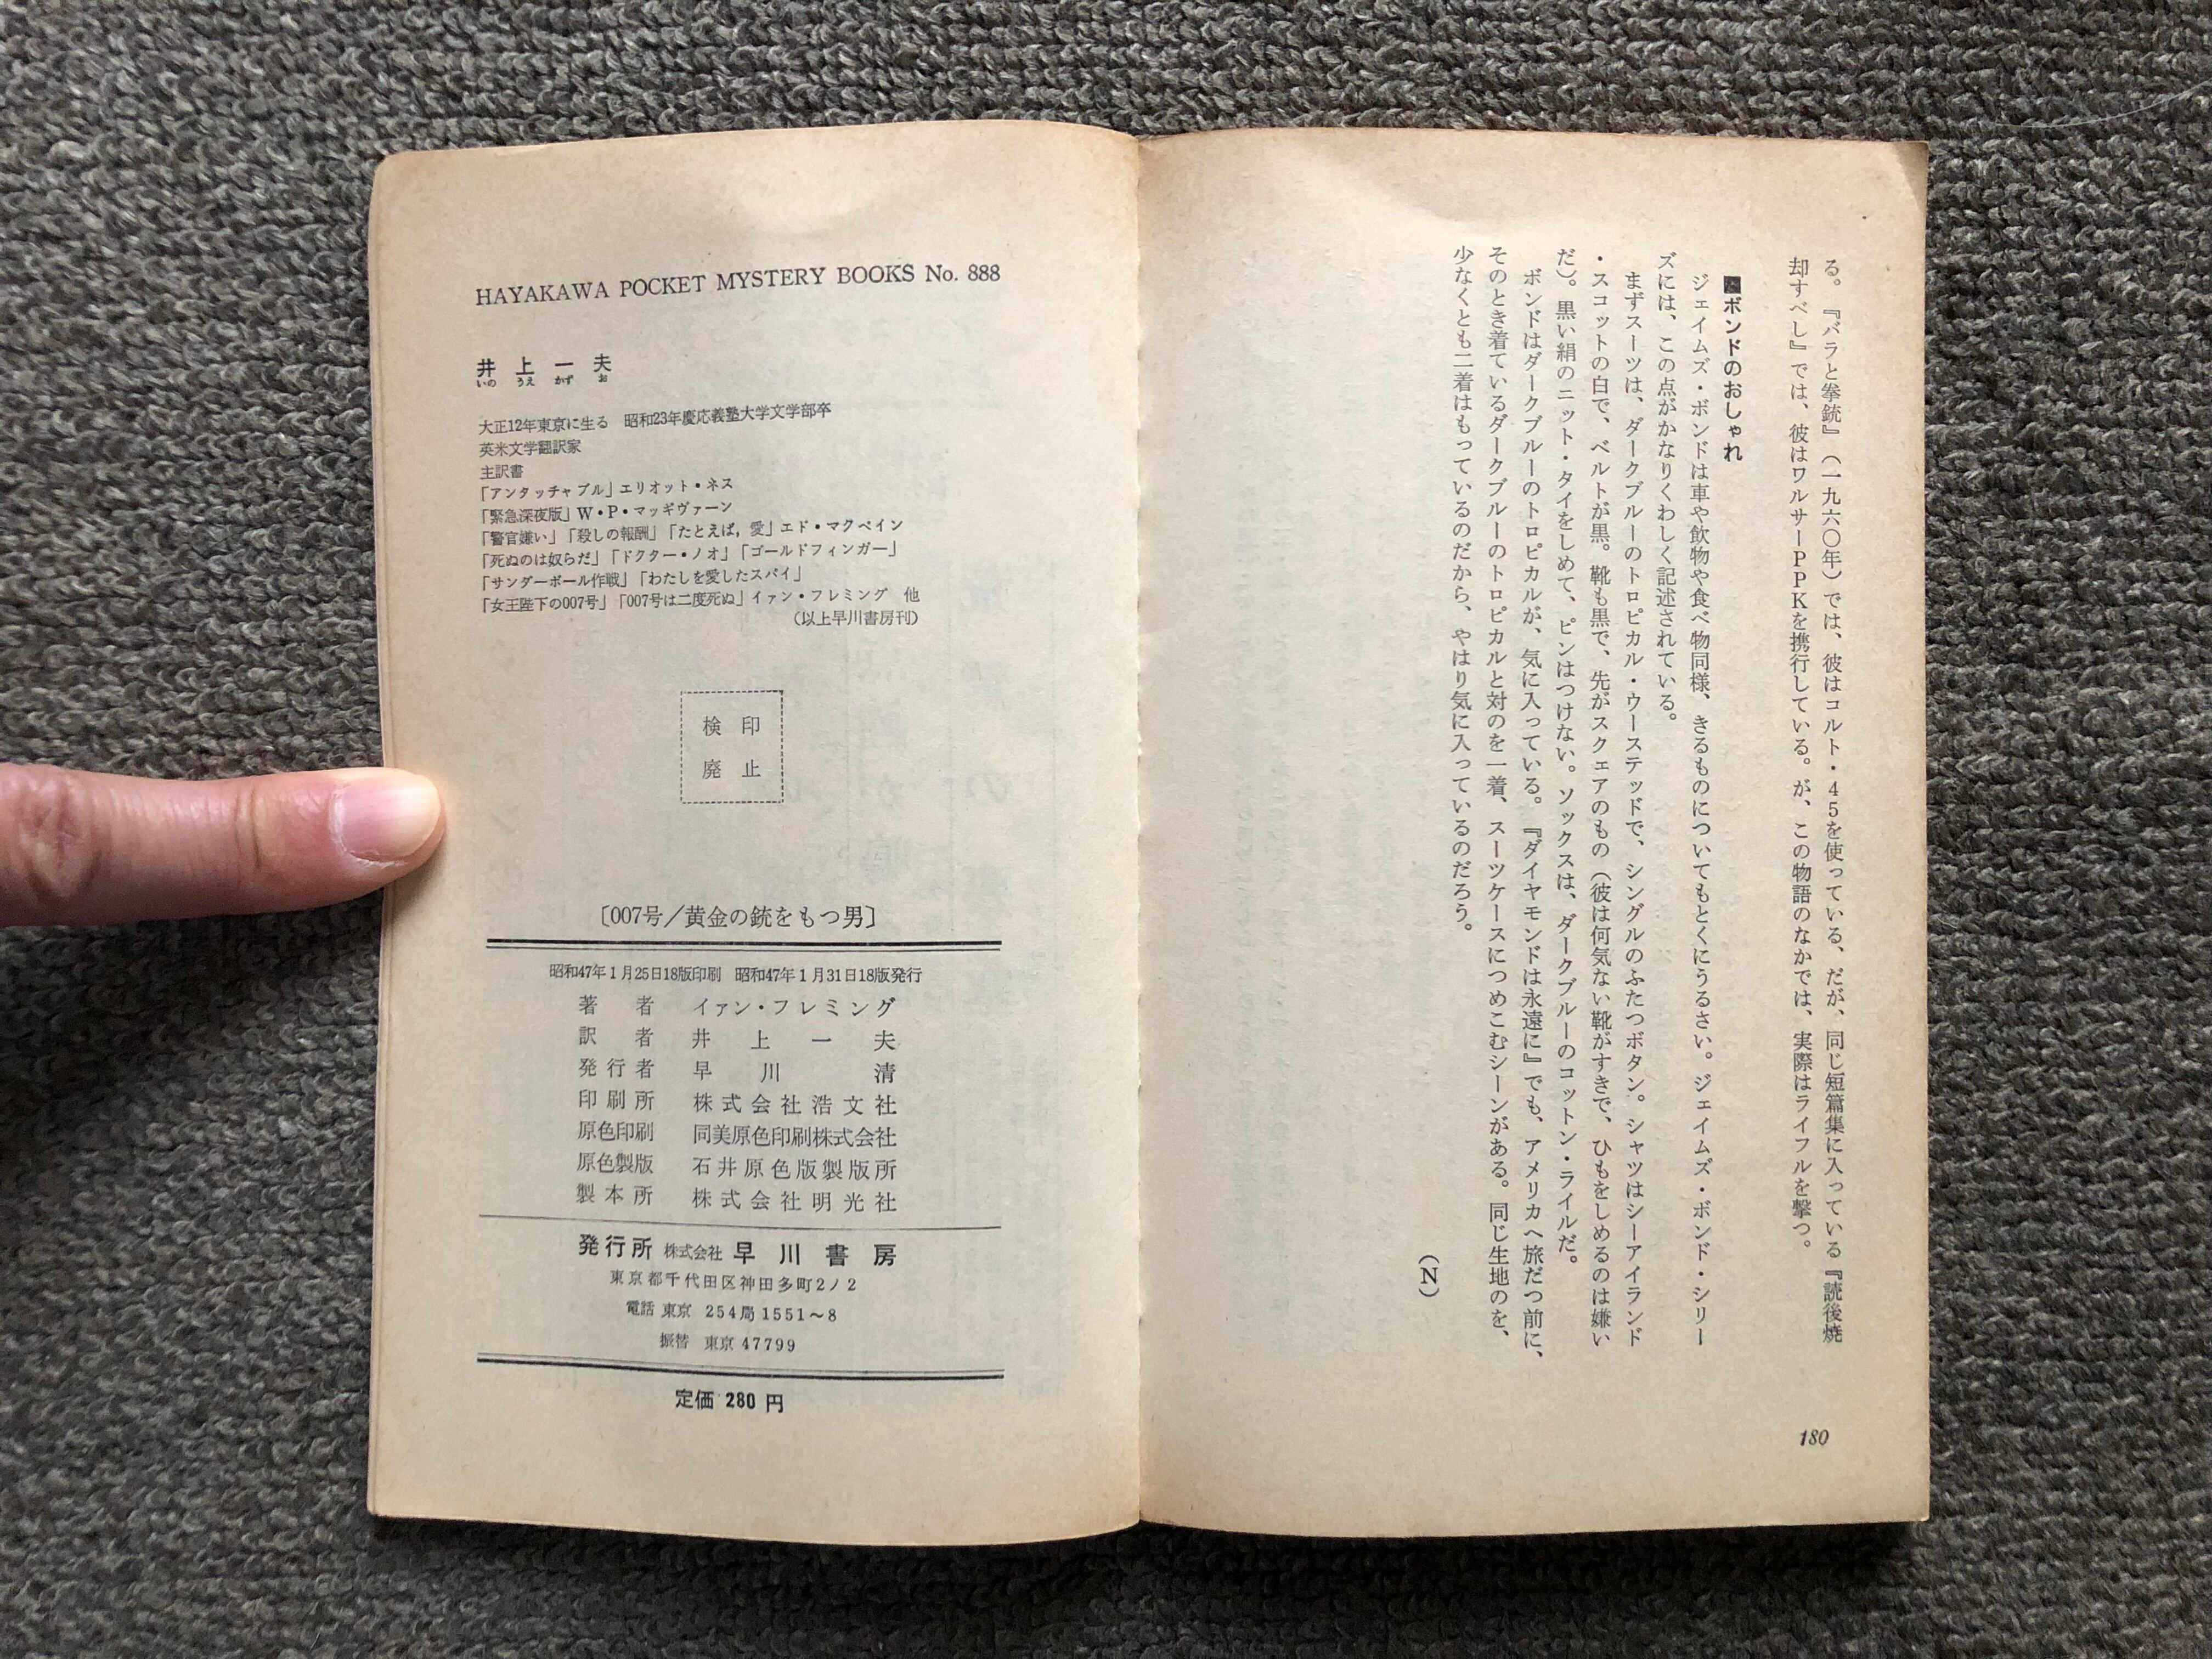 る。『バラと拳銃』（一九六〇年）では、彼はコルト・４５を使っている、だが、同じ短篇集に入っている『読後焼
却すべし』では、彼はワルサーＰＰＫを携行している。が、この物語のなかでは、実際はライフルを撃つ。
■ボンドのおしゃれ
ジェイムズ・ボンドは車や飲物や食べ物同様、きるものについてもとくにうるさい。ジェイムズ・ボンド・シリー
ズには、この点がかなりくわしく記述されている。
まずスーツは、ダークブルーのトロピカル・ウーステッドで、シングルのふたつボタン。シャツはシーアイランド
・スコットの白で、ベルトが黒。靴も黒で、先がスクェアのもの（彼は何気ない靴がすきで、ひもをしめるのは嫌い
だ）。黒い絹のニット・タイをしめて、ピンはつけない。ソックスは、ダークブルーのコットン・ライルだ。
ボンドはダークブルーのトロピカルが、気に入っている。『ダイヤモンドは永遠に』でも、アメリカへ旅だつ前に、
そのとき着ているダークブルーのトロピカルと対のを一着、スーツケースにつめこむシーンがある。同じ生地のを、
少なくとも二着はもっているのだから、やはり気に入っているのだろう。
（Ｎ）
180
HAYAKAWA POCKET MYSTERY BOOKS No. 888
井上一夫
いの うえ かず お
大正12年東京に生る 昭和23年慶応義塾大学文学部卒
英米文学翻訳家
主訳書
「アンタッチャブル」エリオット・ネス
「緊急深夜版」W・P・マッギヴァーン
「警官嫌い」「殺しの報酬」「たとえば，愛」エド・マクベイン
「死ぬのは奴らだ」「ドクター・ノオ」「ゴールドフィンガー」
「サンダーボール作戦」「わたしを愛したスパイ」
「女王陛下の007号」「007号は二度死ぬ」イァン・フレミング 他
（以上早川書房刊）
検印
廃止
〔007号／黄金の銃をもつ男〕
昭和47年1月25日18版印刷 昭和47年1月31日18版発行
著者 イァン・フレミング
訳者 井上一夫
発行者 早川清
印刷所 株式会社浩文社
原色印刷 同美原色印刷株式会社
原色製版 石井原色版製版所
製本所 株式会社明光社
発行所 株式会社 早川書房
東京都千代田区神田多町2ノ2
電話 東京 254局1551～8
振替 東京 47799
定価 280 円